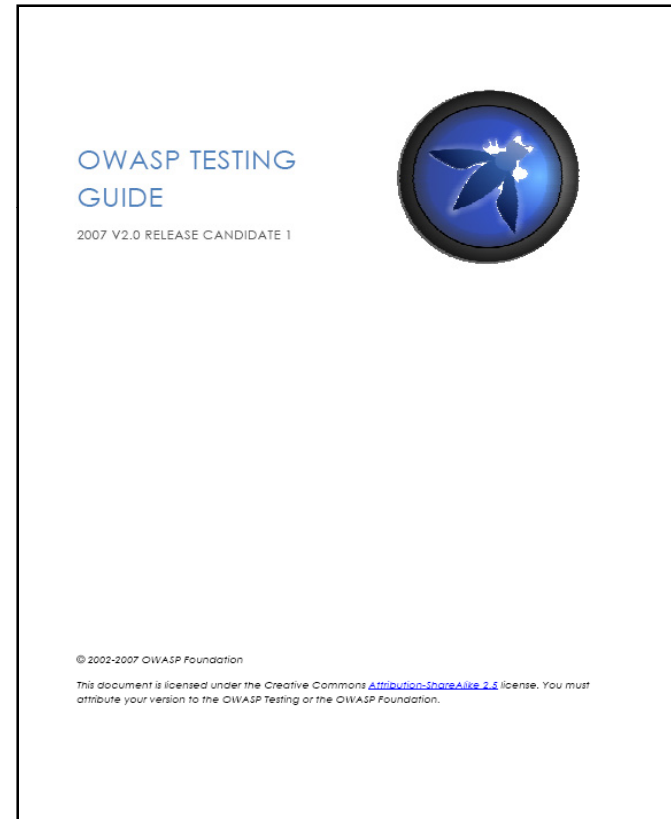 OWASP TESTING
GUIDE
2007 V2.0 RELEASE CANDIDATE 1
© 2002-2007 OWASP Foundation
This document is licensed under the Creative Commons Attribution-ShareAlike 2.5 license. You must
attribute your version to the OWASP Testing or the OWASP Foundation.